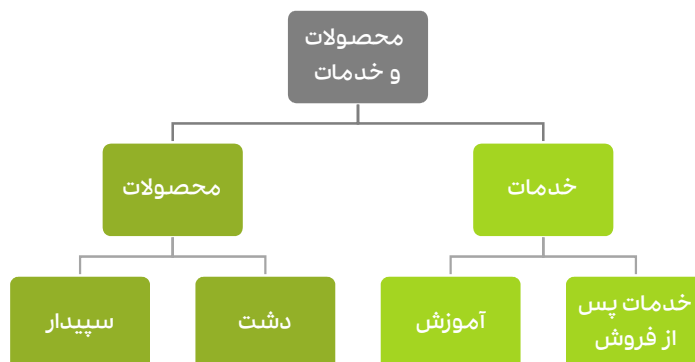 محصولات
و خدمات
خدمات
محصولات
خدمات پس
از فروش
آموزش
دشت
سپیدار